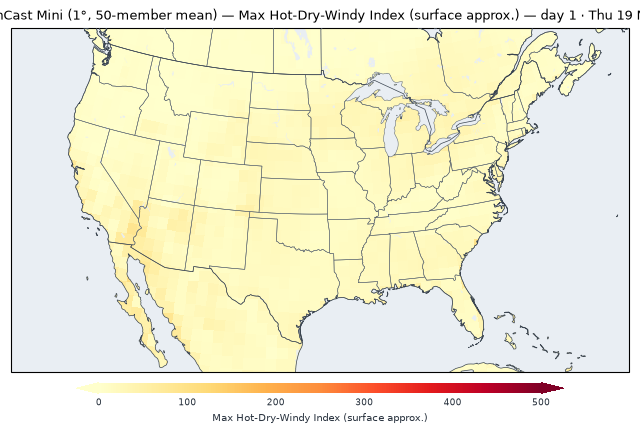 Cast Mini (1°, 50-member mean) — Max Hot-Dry-Windy Index (surface approx.) — day 1 · Thu 19
0 100 200 300 400 500
Max Hot-Dry-Windy Index (surface approx.)